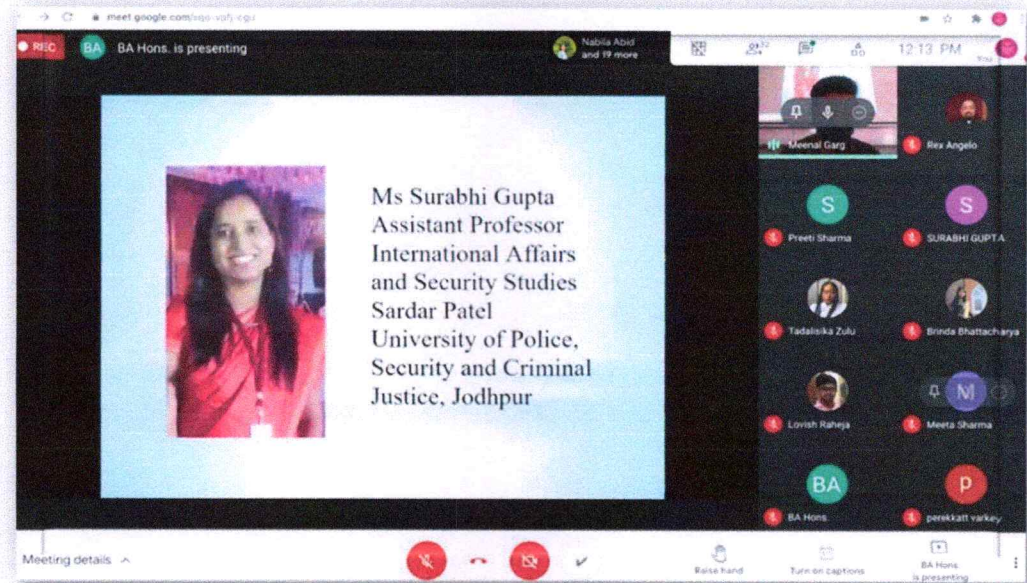 meet.google.com/
REC
BA
BA Hons. is presenting
Nabila Abid
and 19 more
12:13 PM
You
Ms Surabhi Gupta
Assistant Professor
International Affairs
and Security Studies
Sardar Patel
University of Police,
Security and Criminal
Justice, Jodhpur
Meenal Garg
Rex Angelo
S
Preeti Sharma
S
SURABHI GUPTA
Tadalisika Zulu
Brinda Bhattacharya
Lovish Raheja
M
Meeta Sharma
BA
BA Hons.
p
perekkatt varkey
Meeting details
Raise hand
Turn on captions
BA Hons.
is presenting